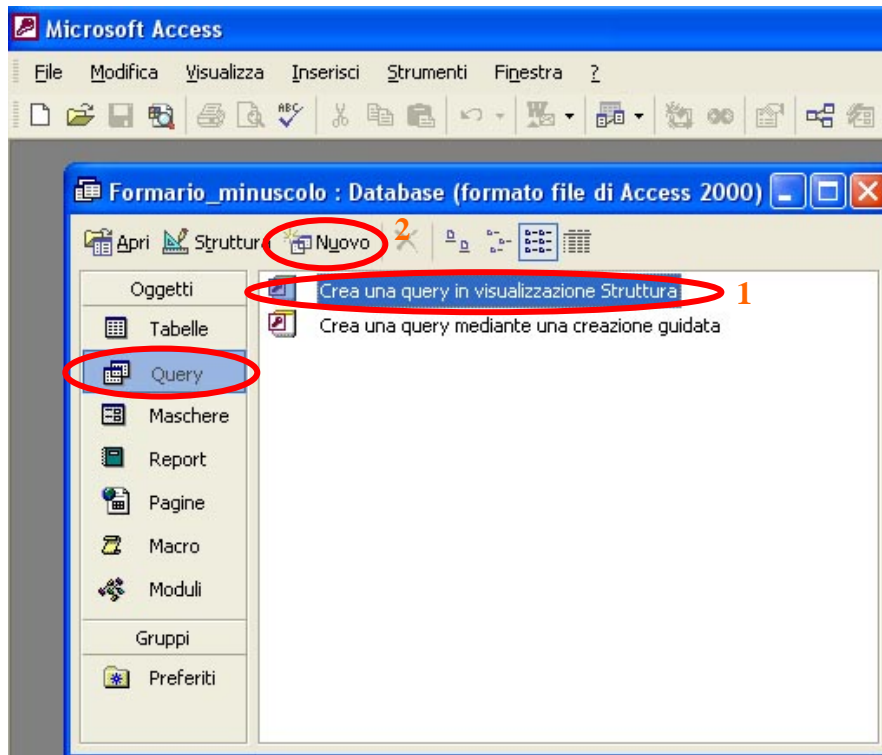 Microsoft Access
File Modifica Visualizza Inserisci Strumenti Finestra ?
Formario_minuscolo : Database (formato file di Access 2000)
Apri Struttura Nuovo 2
Oggetti
Crea una query in visualizzazione Struttura 1
Tabelle
Crea una query mediante una creazione guidata
Query
Maschere
Report
Pagine
Macro
Moduli
Gruppi
Preferiti